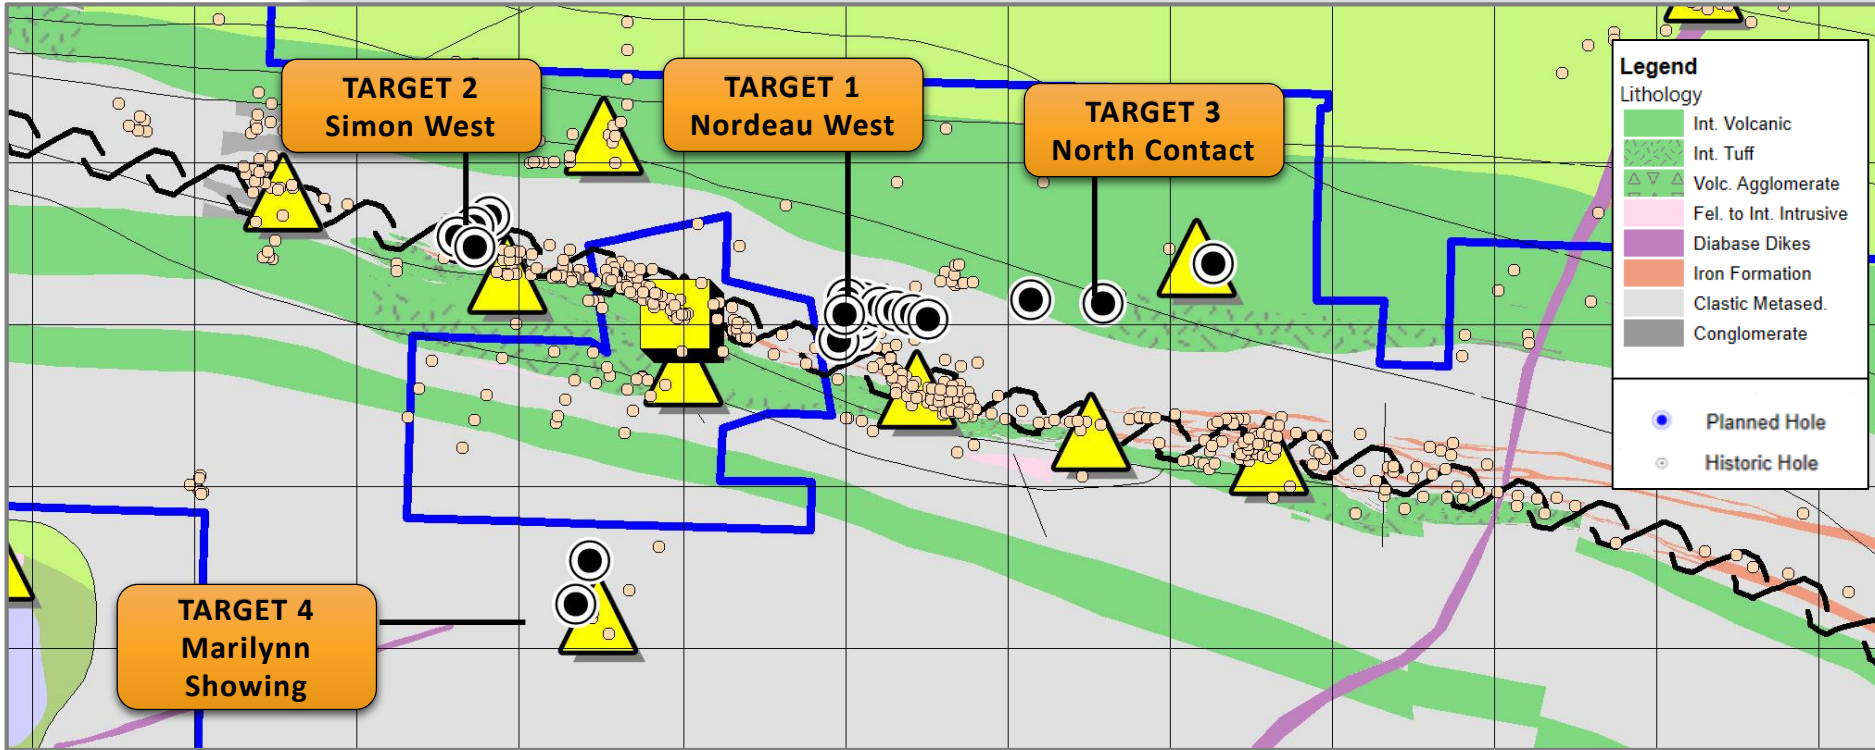 TARGET 2
Simon West
TARGET 1
Nordeau West
TARGET 3
North Contact
TARGET 4
Marilynn
Showing
Legend
Lithology
Int. Volcanic
Int. Tuff
Volc. Agglomerate
Fel. to Int. Intrusive
Diabase Dikes
Iron Formation
Clastic Metased.
Conglomerate
Planned Hole
Historic Hole